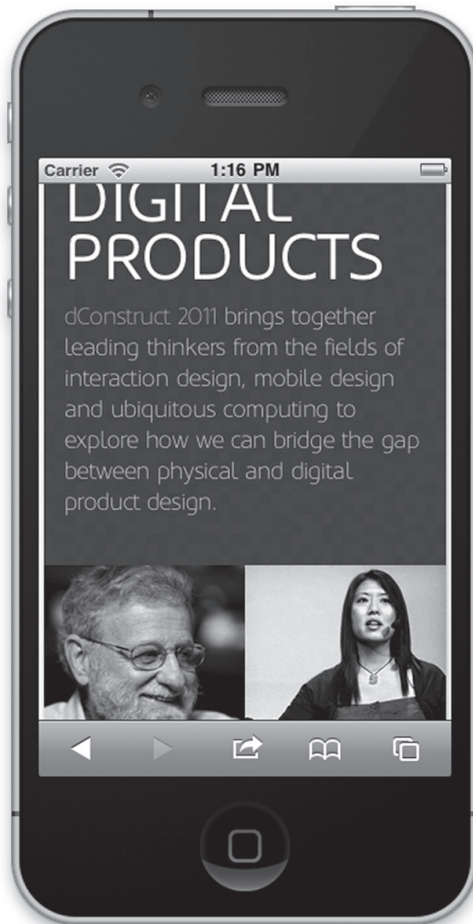 Carrier 1:16 PM
DIGITAL
PRODUCTS
dConstruct 2011 brings together
leading thinkers from the fields of
interaction design, mobile design
and ubiquitous computing to
explore how we can bridge the gap
between physical and digital
product design.